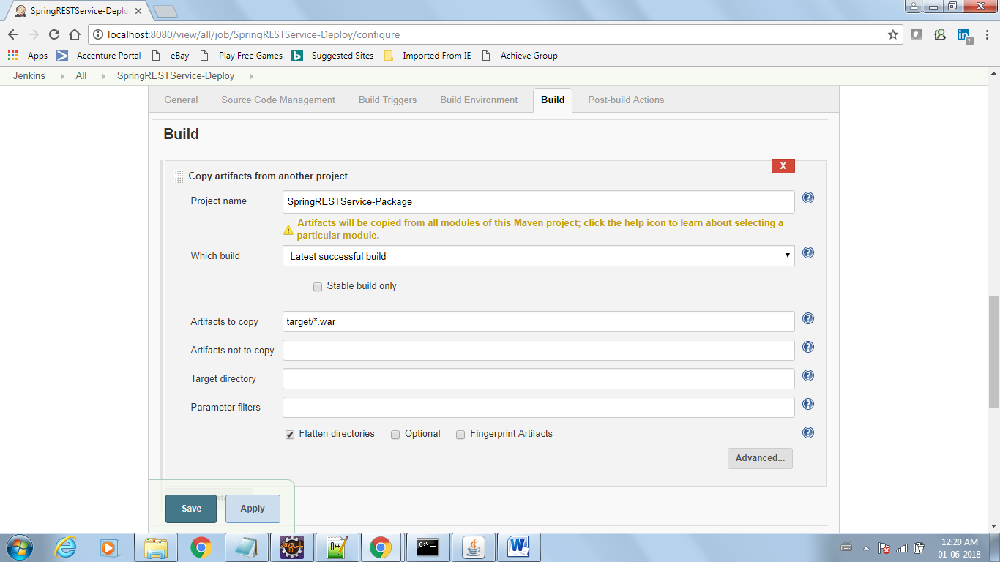 SpringRESTService-Deplo
localhost:8080/view/all/job/SpringRESTService-Deploy/configure
Apps Accenture Portal eBay Play Free Games Suggested Sites Imported From IE Achieve Group
Jenkins All SpringRESTService-Deploy
General Source Code Management Build Triggers Build Environment Build Post-build Actions
Build
X
Copy artifacts from another project
Project name SpringRESTService-Package
Artifacts will be copied from all modules of this Maven project; click the help icon to learn about selecting a
particular module.
Which build Latest successful build
Stable build only
Artifacts to copy target/*.war
Artifacts not to copy
Target directory
Parameter filters
Flatten directories Optional Fingerprint Artifacts
Advanced...
Save Apply
Java EE
IDE
12:20 AM
01-06-2018